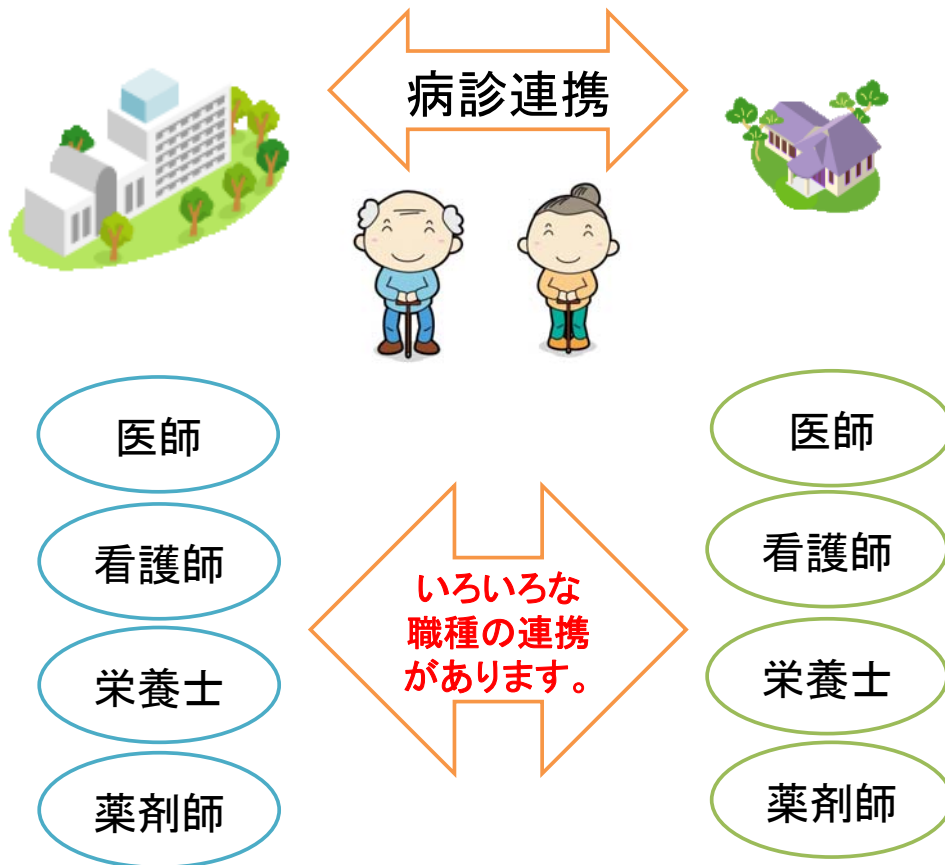 病診連携
医師
看護師
栄養士
薬剤師
いろいろな
職種の連携
があります。
医師
看護師
栄養士
薬剤師